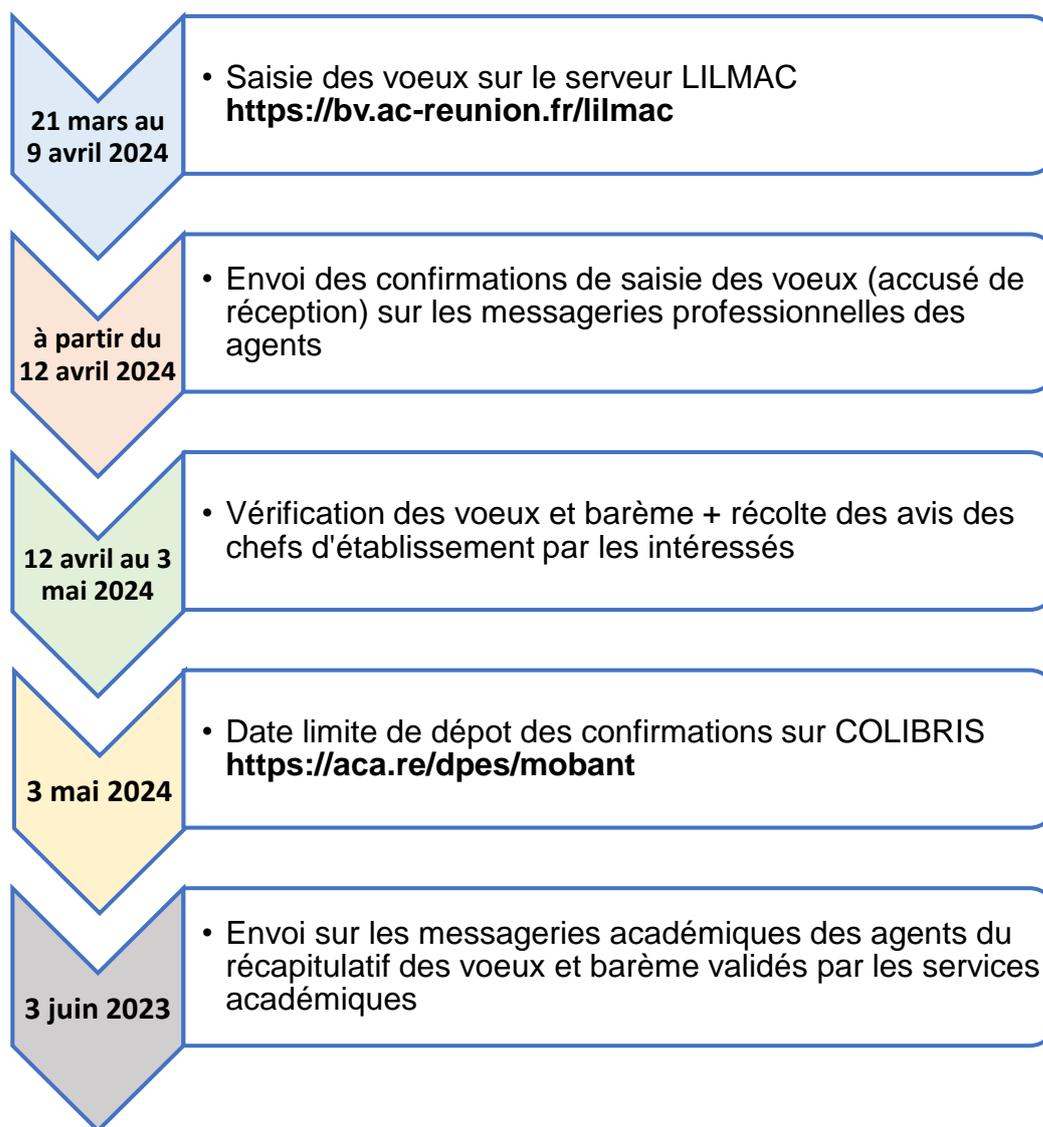 21 mars au
9 avril 2024
• Saisie des voeux sur le serveur LILMAC
https://bv.ac-reunion.fr/lilmac
à partir du
12 avril 2024
• Envoi des confirmations de saisie des voeux (accusé de
réception) sur les messageries professionnelles des
agents
12 avril au 3
mai 2024
• Vérification des voeux et barème + récolte des avis des
chefs d'établissement par les intéressés
3 mai 2024
• Date limite de dépot des confirmations sur COLIBRIS
https://aca.re/dpes/mobant
3 juin 2023
• Envoi sur les messageries académiques des agents du
récapitulatif des voeux et barème validés par les services
académiques